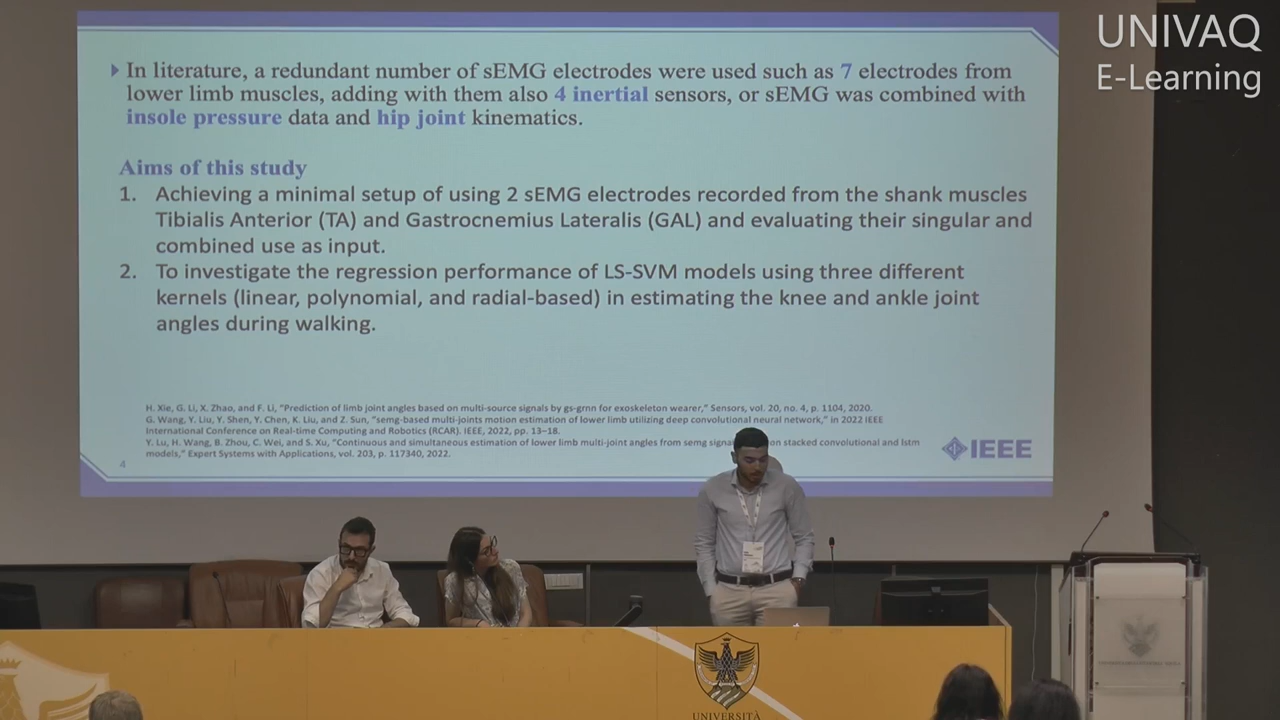 UNIVAQ
E-Learning
In literature, a redundant number of sEMG electrodes were used such as 7 electrodes from
lower limb muscles, adding with them also 4 inertial sensors, or sEMG was combined with
insole pressure data and hip joint kinematics.
Aims of this study
1. Achieving a minimal setup of using 2 sEMG electrodes recorded from the shank muscles
Tibialis Anterior (TA) and Gastrocnemius Lateralis (GAL) and evaluating their singular and
combined use as input.
2. To investigate the regression performance of LS-SVM models using three different
kernels (linear, polynomial, and radial-based) in estimating the knee and ankle joint
angles during walking.
H. Xie, G. Li, X. Zhao, and F. Li, "Prediction of limb joint angles based on multi-source signals by gs-grnn for exoskeleton wearer," Sensors, vol. 20, no. 4, p. 1104, 2020.
G. Wang, Y. Liu, Y. Shen, Y. Chen, K. Liu, and Z. Sun, "semg-based multi-joints motion estimation of lower limb utilizing deep convolutional neural network," in 2022 IEEE
International Conference on Real-time Computing and Robotics (RCAR). IEEE, 2022, pp. 13–18.
Y. Lu, H. Wang, B. Zhou, C. Wei, and S. Xu, "Continuous and simultaneous estimation of lower limb multi-joint angles from semg stacked convolutional and lstm
models," Expert Systems with Applications, vol. 203, p. 117340, 2022.
4
IEEE
UNIVERSITÀ